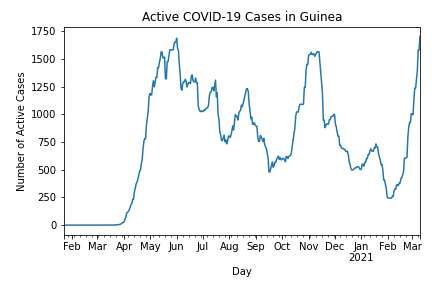 Active COVID-19 Cases in Guinea
Number of Active Cases
1750
1500
1250
1000
750
500
250
0
Feb Mar Apr May Jun Jul Aug Sep Oct Nov Dec Jan Feb Mar
2021
Day